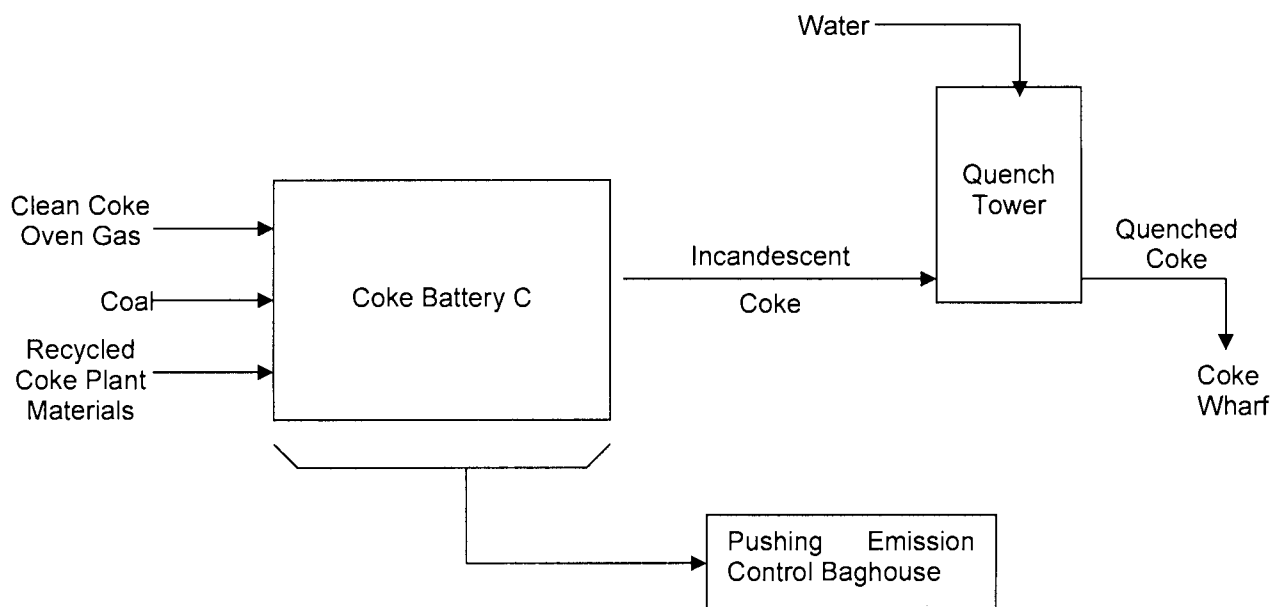 Water
Quench
Tower
Clean Coke
Oven Gas
Coal
Recycled
Coke Plant
Materials
Coke Battery C
Incandescent
Coke
Quenched
Coke
Coke
Wharf
Pushing Emission
Control Baghouse